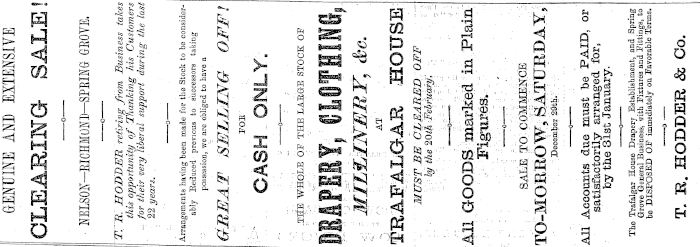 GENUINE AND EXTENSIVE
CLEARING SALE!
NELSON—RICHMOND—SPRING GROVE.
T. R. HODDER retiring from Business takes
this opportunity of Thanking his Customers
for their very liberal support during the last
22 years.
Arrangements having been made for the Stock to be consider-
ably Reduced previous to successors taking
possession, we are obliged to have a
GREAT SELLING OFF!
FOR
CASH ONLY.
THE WHOLE OF THE LARGE STOCK OF
DRAPERY, CLOTHING,
MILLINERY, &c.
AT
TRAFALGAR HOUSE
MUST BE CLEARED OFF
by the 20th February.
All GOODS marked in Plain
Figures.
SALE TO COMMENCE
TO-MORROW, SATURDAY,
December 29th.
All Accounts due must be PAID, or
satisfactorily arranged for,
by the 31st January.
The Trafalgar House Drapery Establishment, and Spring
Grove General Business, with Fixtures and Fittings, to
be DISPOSED OF immediately on Favorable Terms.
T. R. HODDER & Co.